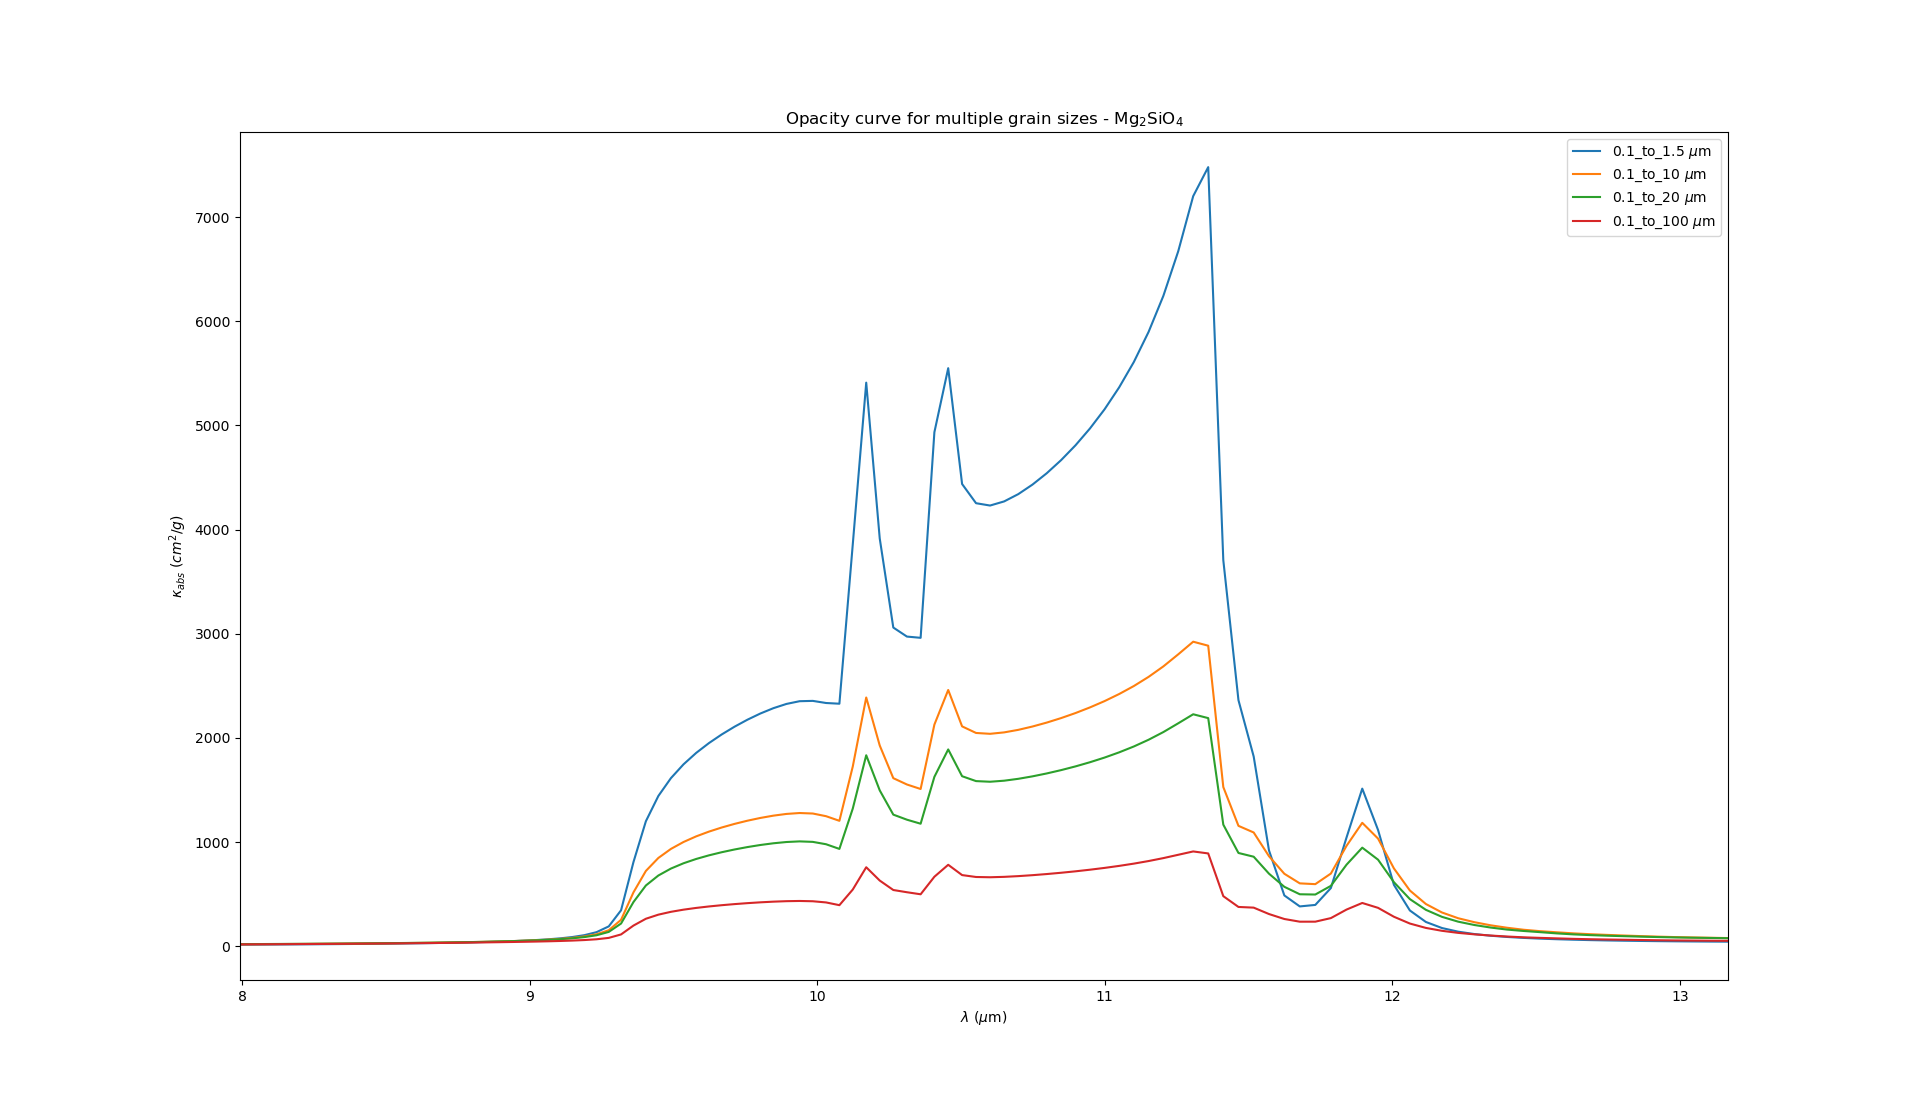 Opacity curve for multiple grain sizes - Mg₂SiO₄
0.1_to_1.5 μm
0.1_to_10 μm
0.1_to_20 μm
0.1_to_100 μm
7000
6000
5000
4000
3000
2000
1000
0
κ_abs (cm²/g)
8 9 10 11 12 13
λ (μm)